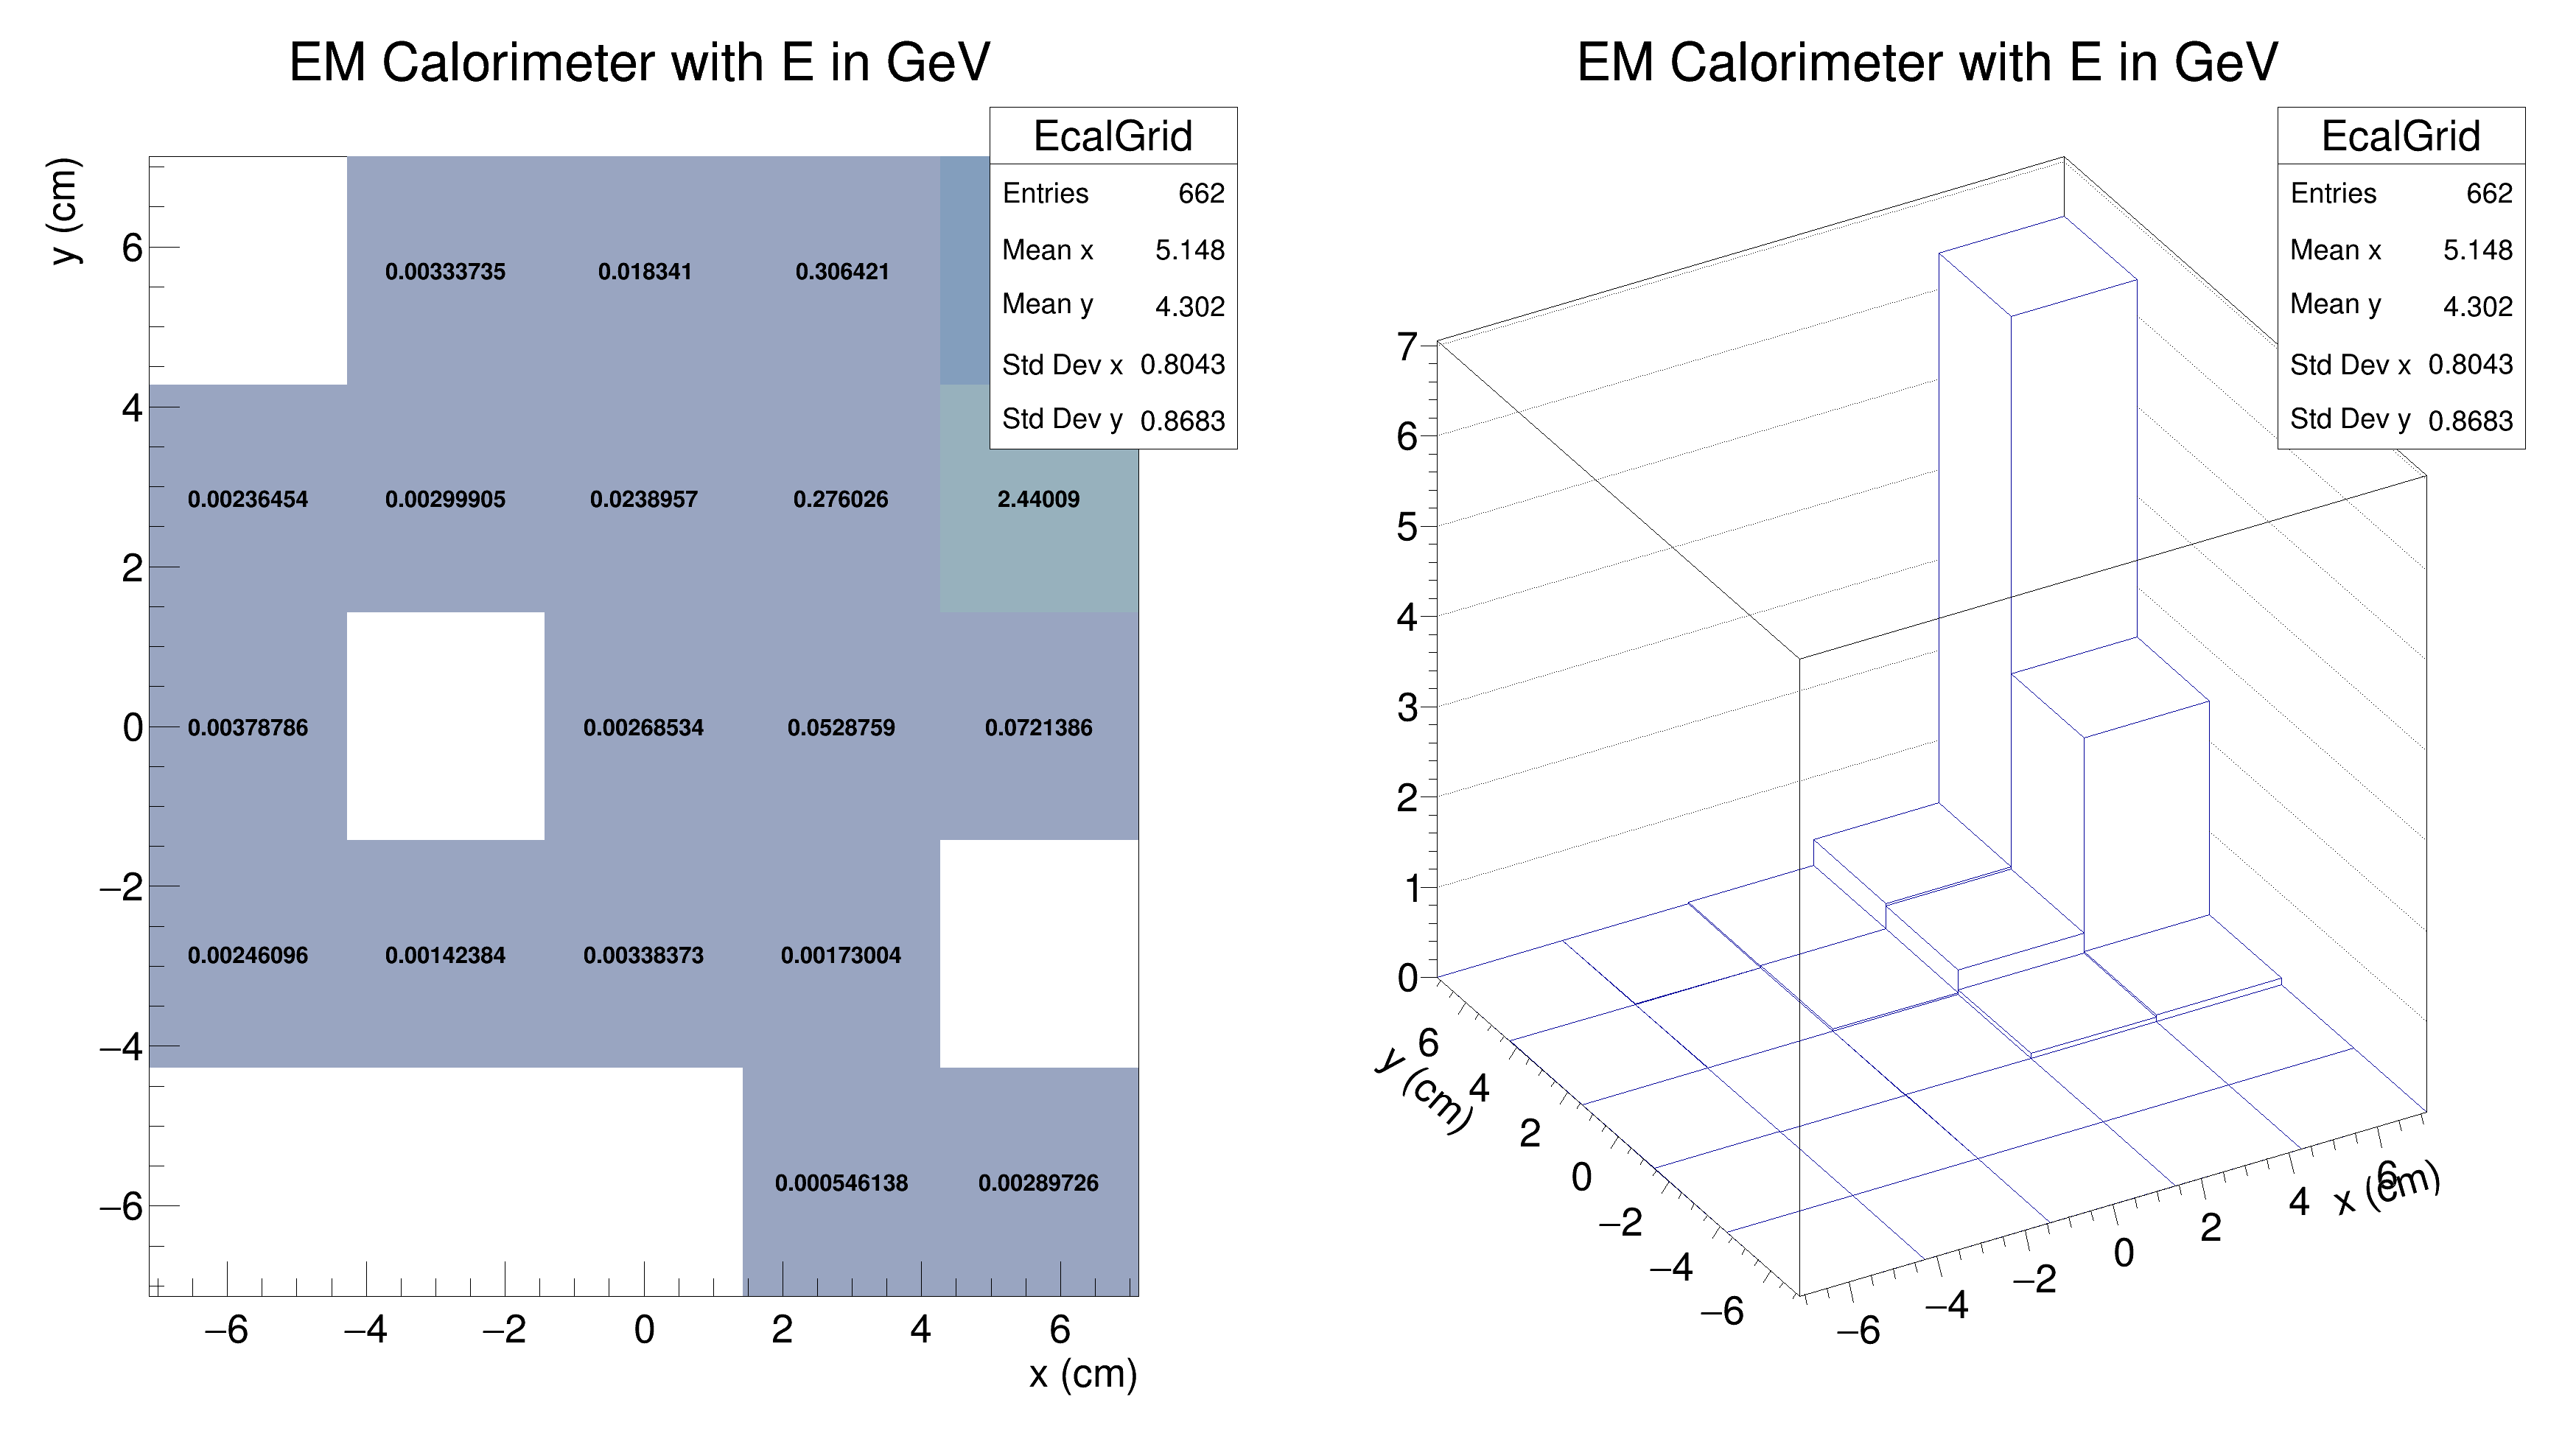 EM Calorimeter with E in GeV
EcalGrid
Entries 662
Mean x 5.148
Mean y 4.302
Std Dev x 0.8043
Std Dev y 0.8683
y (cm)
6
4
2
0
−2
−4
−6
0.00333735 0.018341 0.306421
0.00236454 0.00299905 0.0238957 0.276026 2.44009
0.00378786 0.00268534 0.0528759 0.0721386
0.00246096 0.00142384 0.00338373 0.00173004
0.000546138 0.00289726
−6 −4 −2 0 2 4 6
x (cm)
EM Calorimeter with E in GeV
EcalGrid
Entries 662
Mean x 5.148
Mean y 4.302
Std Dev x 0.8043
Std Dev y 0.8683
7
6
5
4
3
2
1
0
y (cm)
6
4
2
0
−2
−4
−6
−6 −4 −2 0 2 4 6
x (cm)